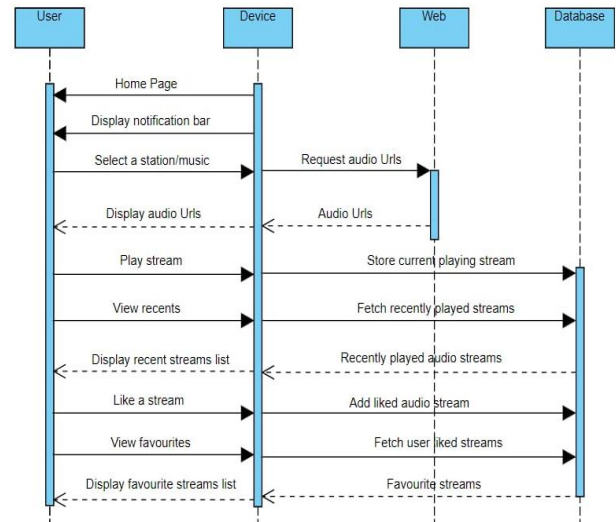 User
Device
Web
Database
Home Page
Display notification bar
Select a station/music
Request audio Urls
Display audio Urls
Audio Urls
Play stream
Store current playing stream
View recents
Fetch recently played streams
Display recent streams list
Recently played audio streams
Like a stream
Add liked audio stream
View favourites
Fetch user liked streams
Display favourite streams list
Favourite streams